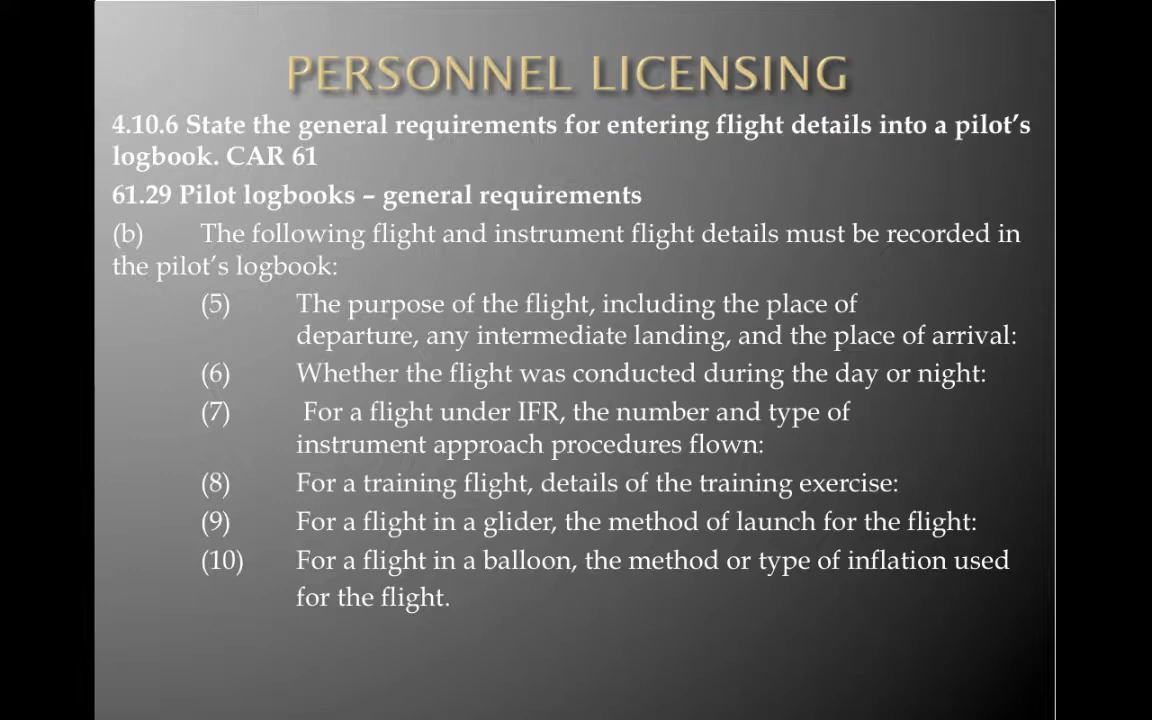 PERSONNEL LICENSING
4.10.6 State the general requirements for entering flight details into a pilot’s
logbook. CAR 61
61.29 Pilot logbooks – general requirements
(b) The following flight and instrument flight details must be recorded in
the pilot’s logbook:
(5) The purpose of the flight, including the place of
departure, any intermediate landing, and the place of arrival:
(6) Whether the flight was conducted during the day or night:
(7) For a flight under IFR, the number and type of
instrument approach procedures flown:
(8) For a training flight, details of the training exercise:
(9) For a flight in a glider, the method of launch for the flight:
(10) For a flight in a balloon, the method or type of inflation used
for the flight.